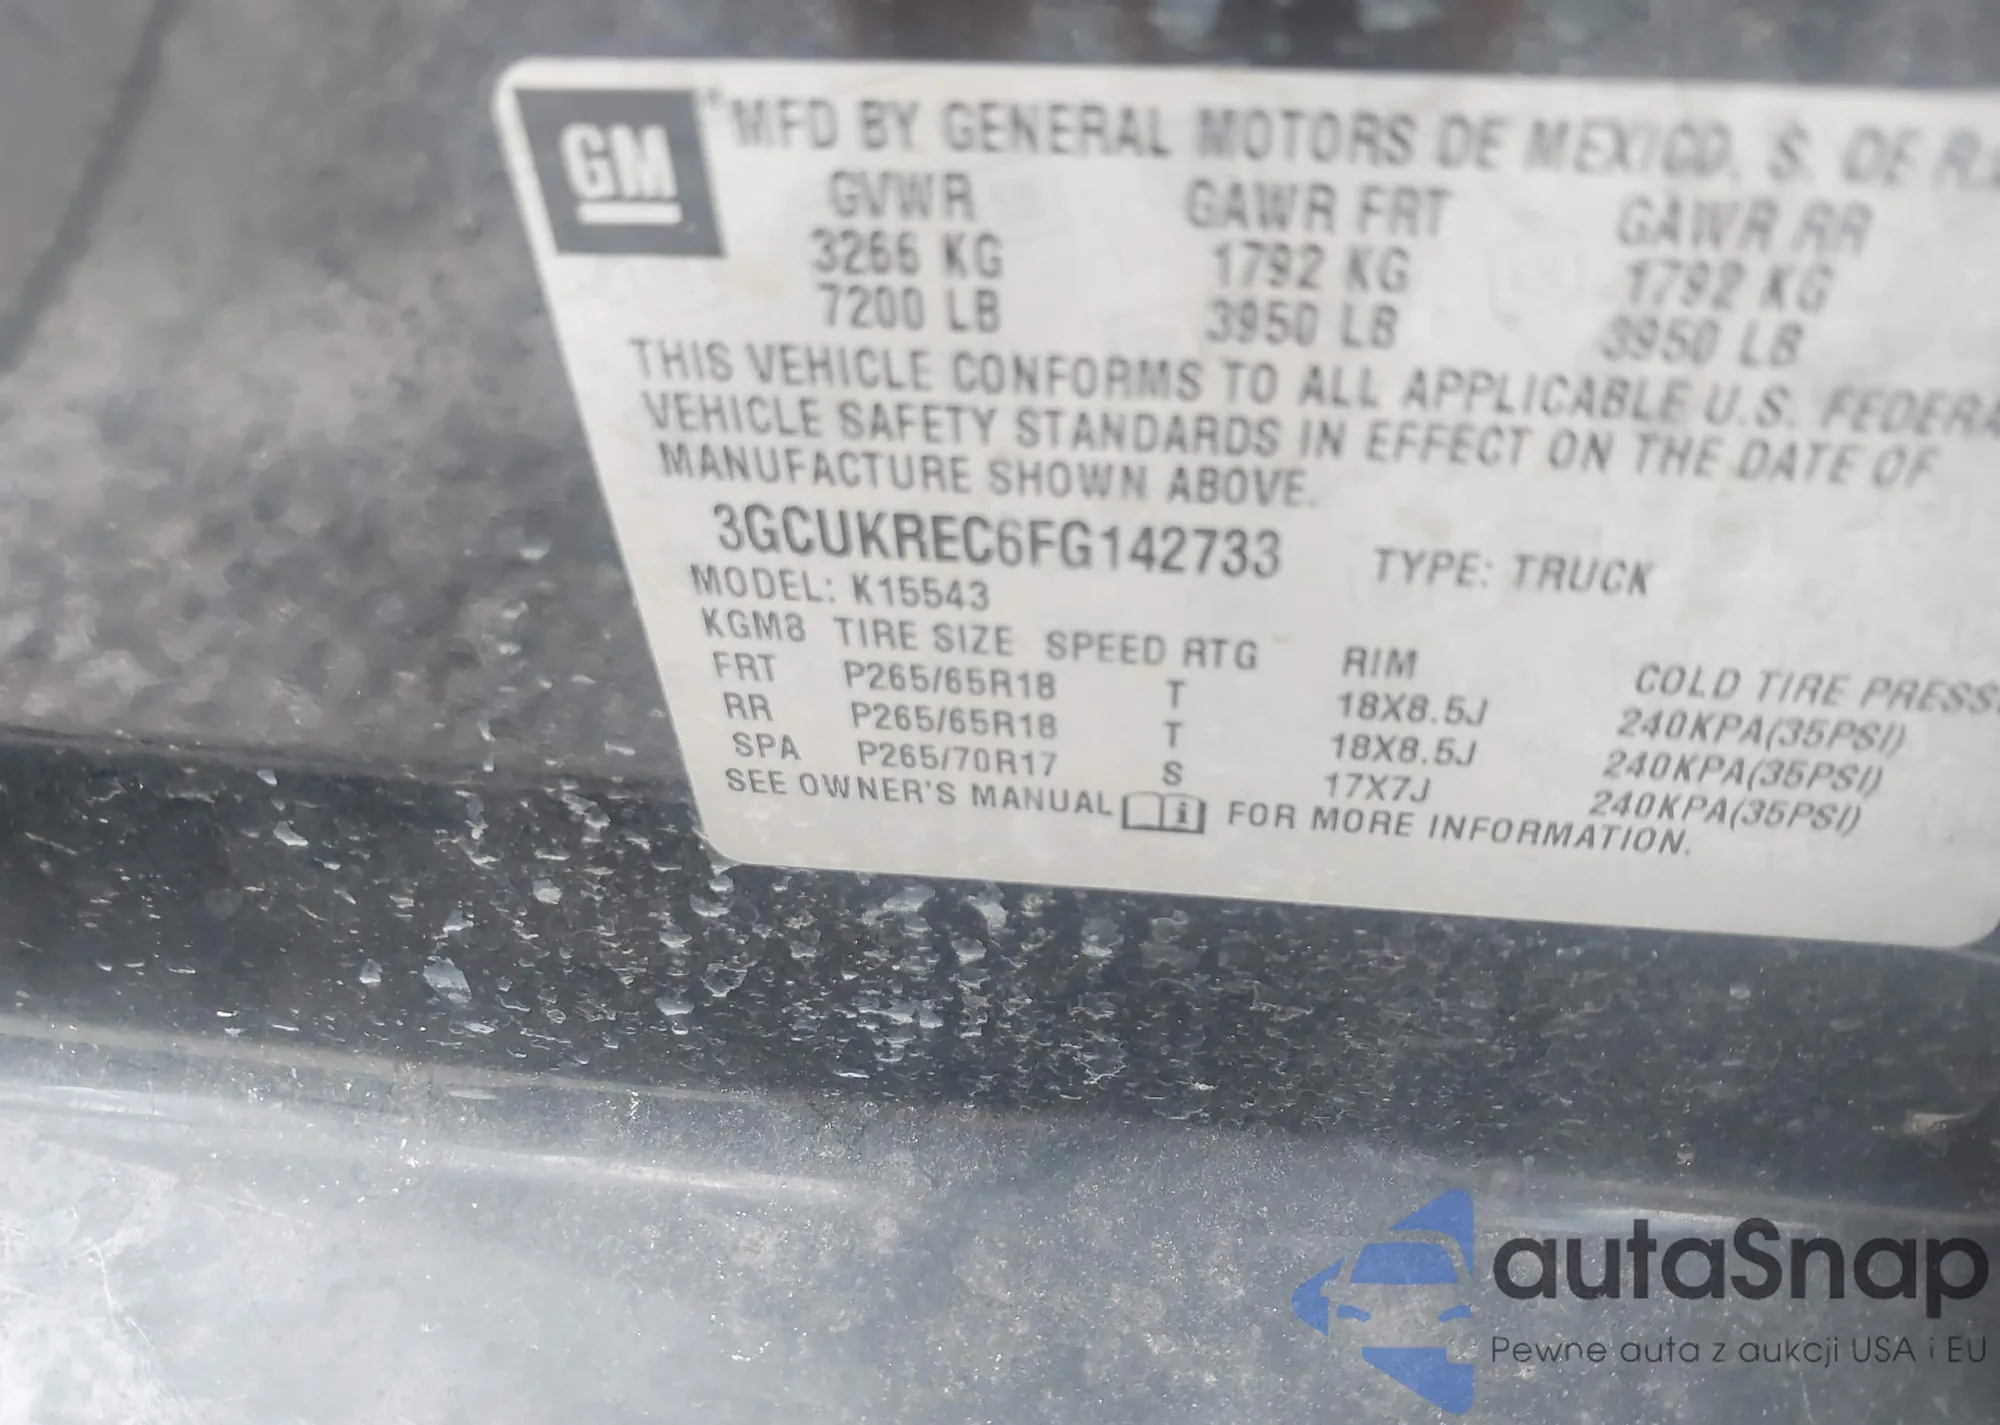 GM
MFD BY GENERAL MOTORS DE MEXICO, S. DE R.L
GVWR GAWR FRT GAWR RR
3266 KG 1792 KG 1792 KG
7200 LB 3950 LB 3950 LB
THIS VEHICLE CONFORMS TO ALL APPLICABLE U.S. FEDERA
VEHICLE SAFETY STANDARDS IN EFFECT ON THE DATE OF
MANUFACTURE SHOWN ABOVE.
3GCUKREC6FG142733 TYPE: TRUCK
MODEL: K15543
KGM8 TIRE SIZE SPEED RTG RIM COLD TIRE PRESS
FRT P265/65R18 T 18X8.5J 240KPA(35PSI)
RR P265/65R18 T 18X8.5J 240KPA(35PSI)
SPA P265/70R17 S 17X7J 240KPA(35PSI)
SEE OWNER'S MANUAL FOR MORE INFORMATION.
autaSnap
Pewne auta z aukcji USA i EU